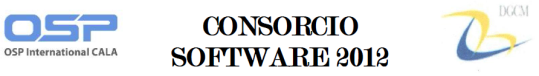 OSP
OSP International CALA
CONSORCIO
SOFTWARE 2012
DGCM